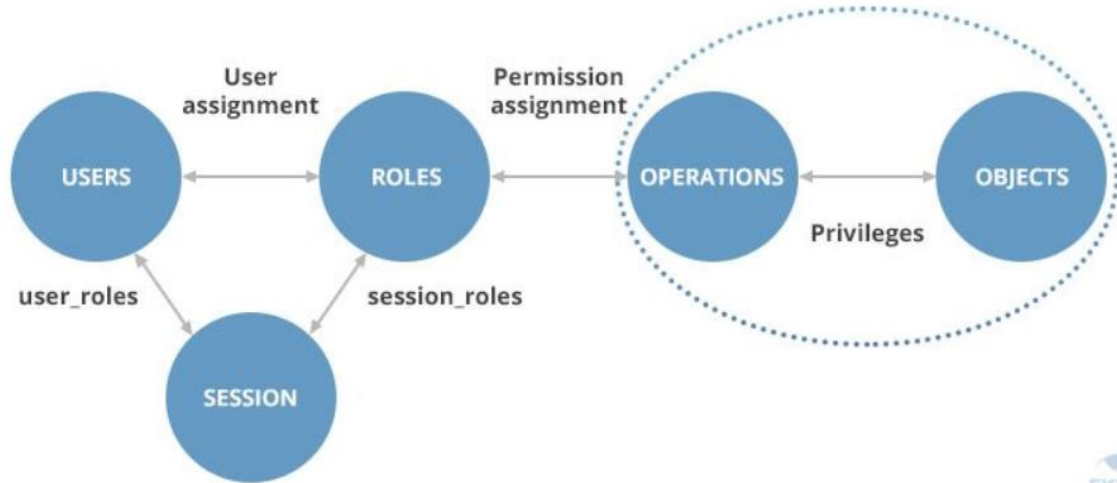 User
assignment
Permission
assignment
USERS
ROLES
OPERATIONS
OBJECTS
Privileges
user_roles
session_roles
SESSION